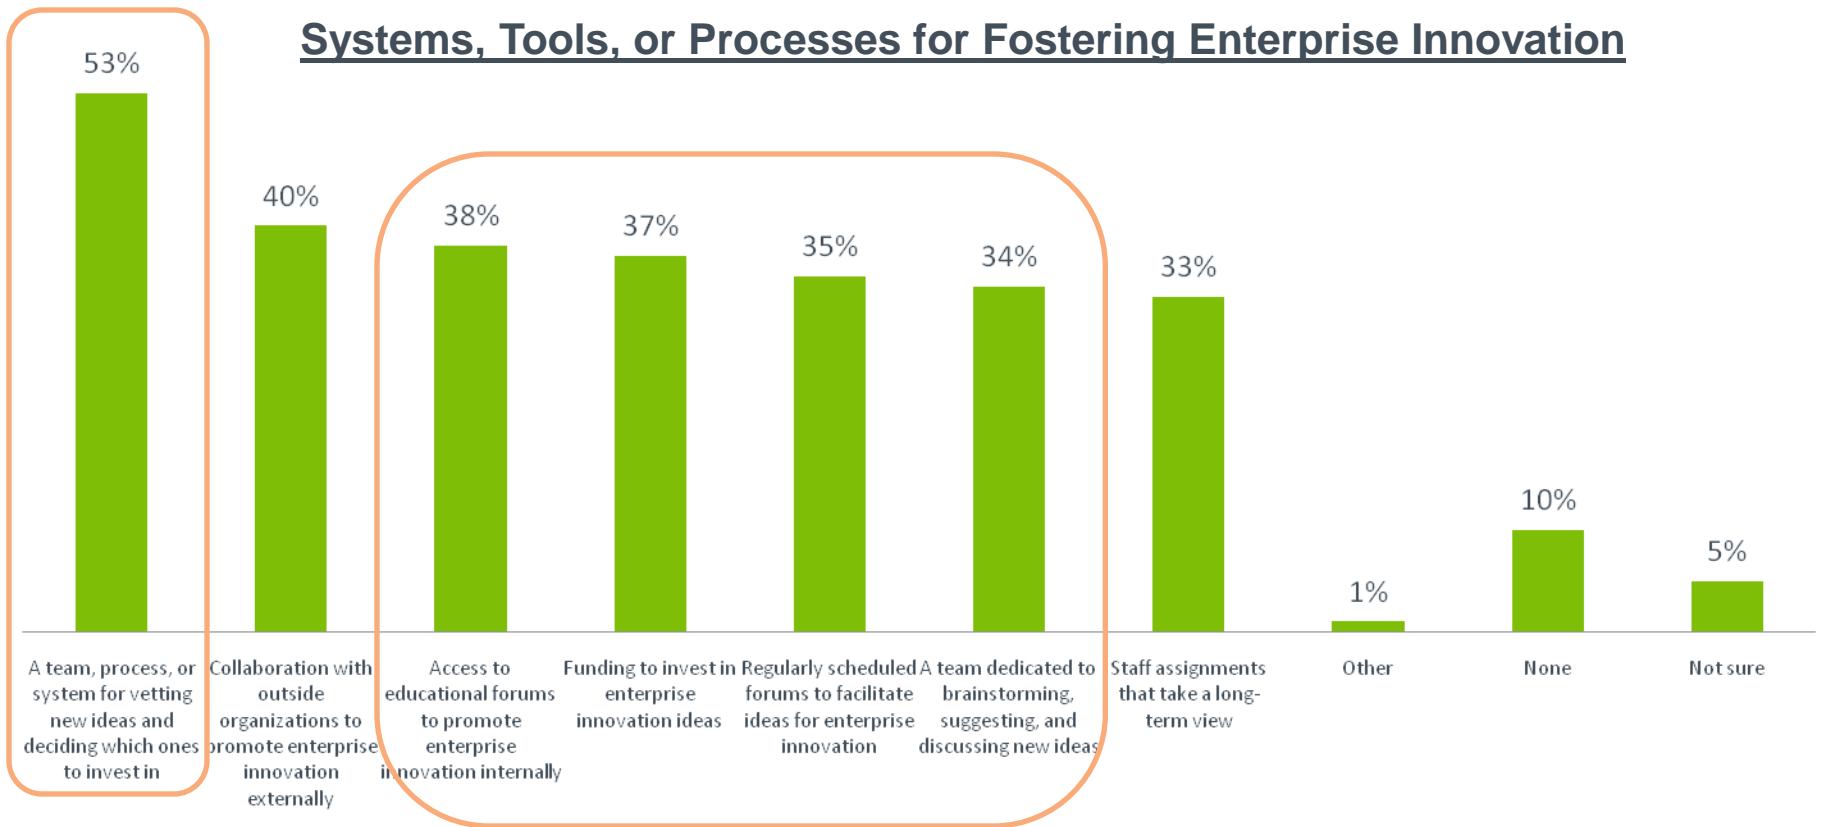 Systems, Tools, or Processes for Fostering Enterprise Innovation
53%
40%
38%
37%
35%
34%
33%
1%
10%
5%
A team, process, or
system for vetting
new ideas and
deciding which ones
to invest in
Collaboration with
outside
organizations to
promote enterprise
innovation
externally
Access to
educational forums
to promote
enterprise
innovation internally
Funding to invest in
enterprise
innovation ideas
Regularly scheduled
forums to facilitate
ideas for enterprise
innovation
A team dedicated to
brainstorming,
suggesting, and
discussing new ideas
Staff assignments
that take a long-
term view
Other
None
Not sure